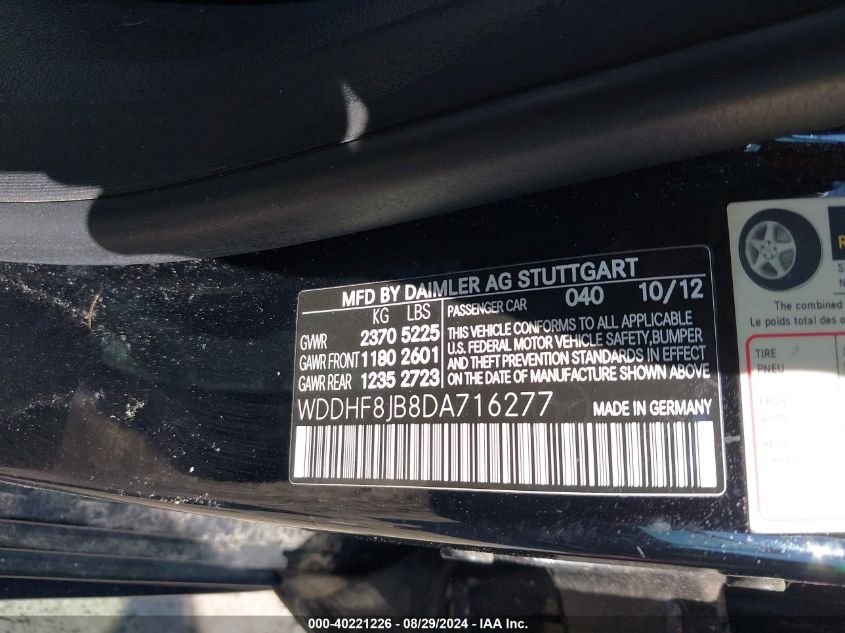 MFD BY DAIMLER AG STUTTGART
KG LBS PASSENGER CAR 040 10/12
GVWR 2370 5225
GAWR FRONT 1180 2601
GAWR REAR 1235 2723
THIS VEHICLE CONFORMS TO ALL APPLICABLE
U.S. FEDERAL MOTOR VEHICLE SAFETY, BUMPER
AND THEFT PREVENTION STANDARDS IN EFFECT
ON THE DATE OF MANUFACTURE SHOWN ABOVE
WDDHF8JB8DA716277 MADE IN GERMANY
The combined
Le poids total des
TIRE
PNEU
000-40221226 - 08/29/2024 - IAA Inc.